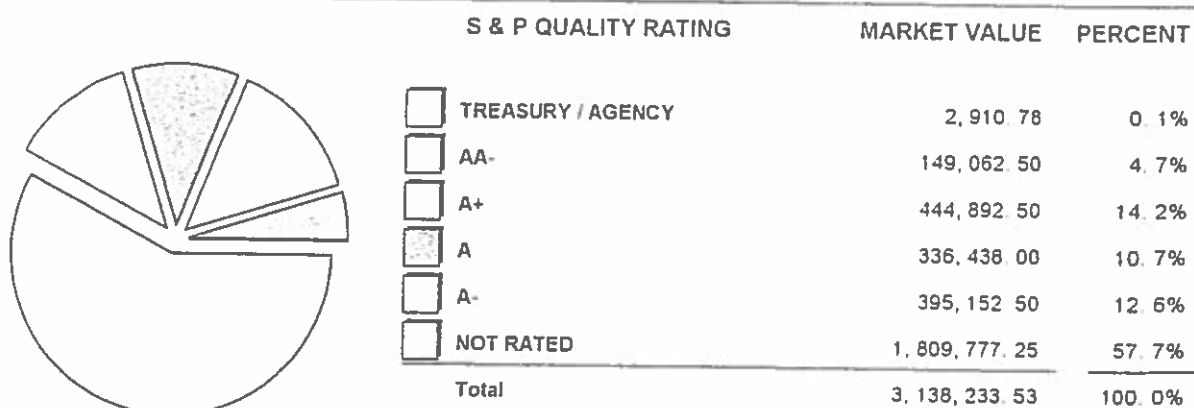 S & P QUALITY RATING MARKET VALUE PERCENT
TREASURY / AGENCY 2,910.78 0.1%
AA- 149,062.50 4.7%
A+ 444,892.50 14.2%
A 336,438.00 10.7%
A- 395,152.50 12.6%
NOT RATED 1,809,777.25 57.7%
Total 3,138,233.53 100.0%